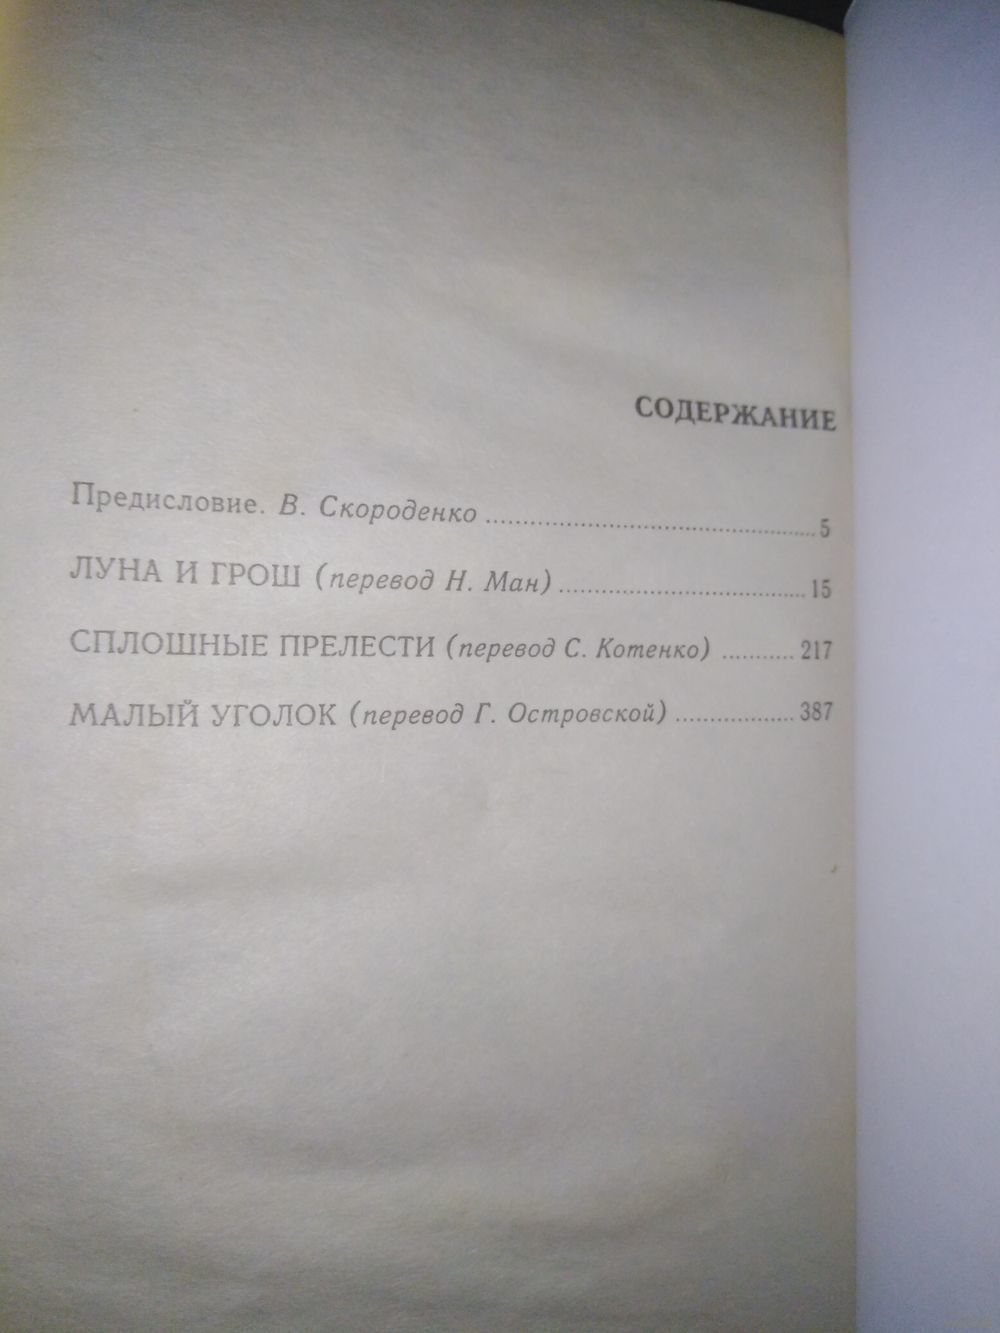 СОДЕРЖАНИЕ
Предисловие. В. Скороденко ........................ 5
ЛУНА И ГРОШ (перевод Н. Ман) ........................ 15
СПЛОШНЫЕ ПРЕЛЕСТИ (перевод С. Котенко) ........... 217
МАЛЫЙ УГОЛОК (перевод Г. Островской) .................. 387